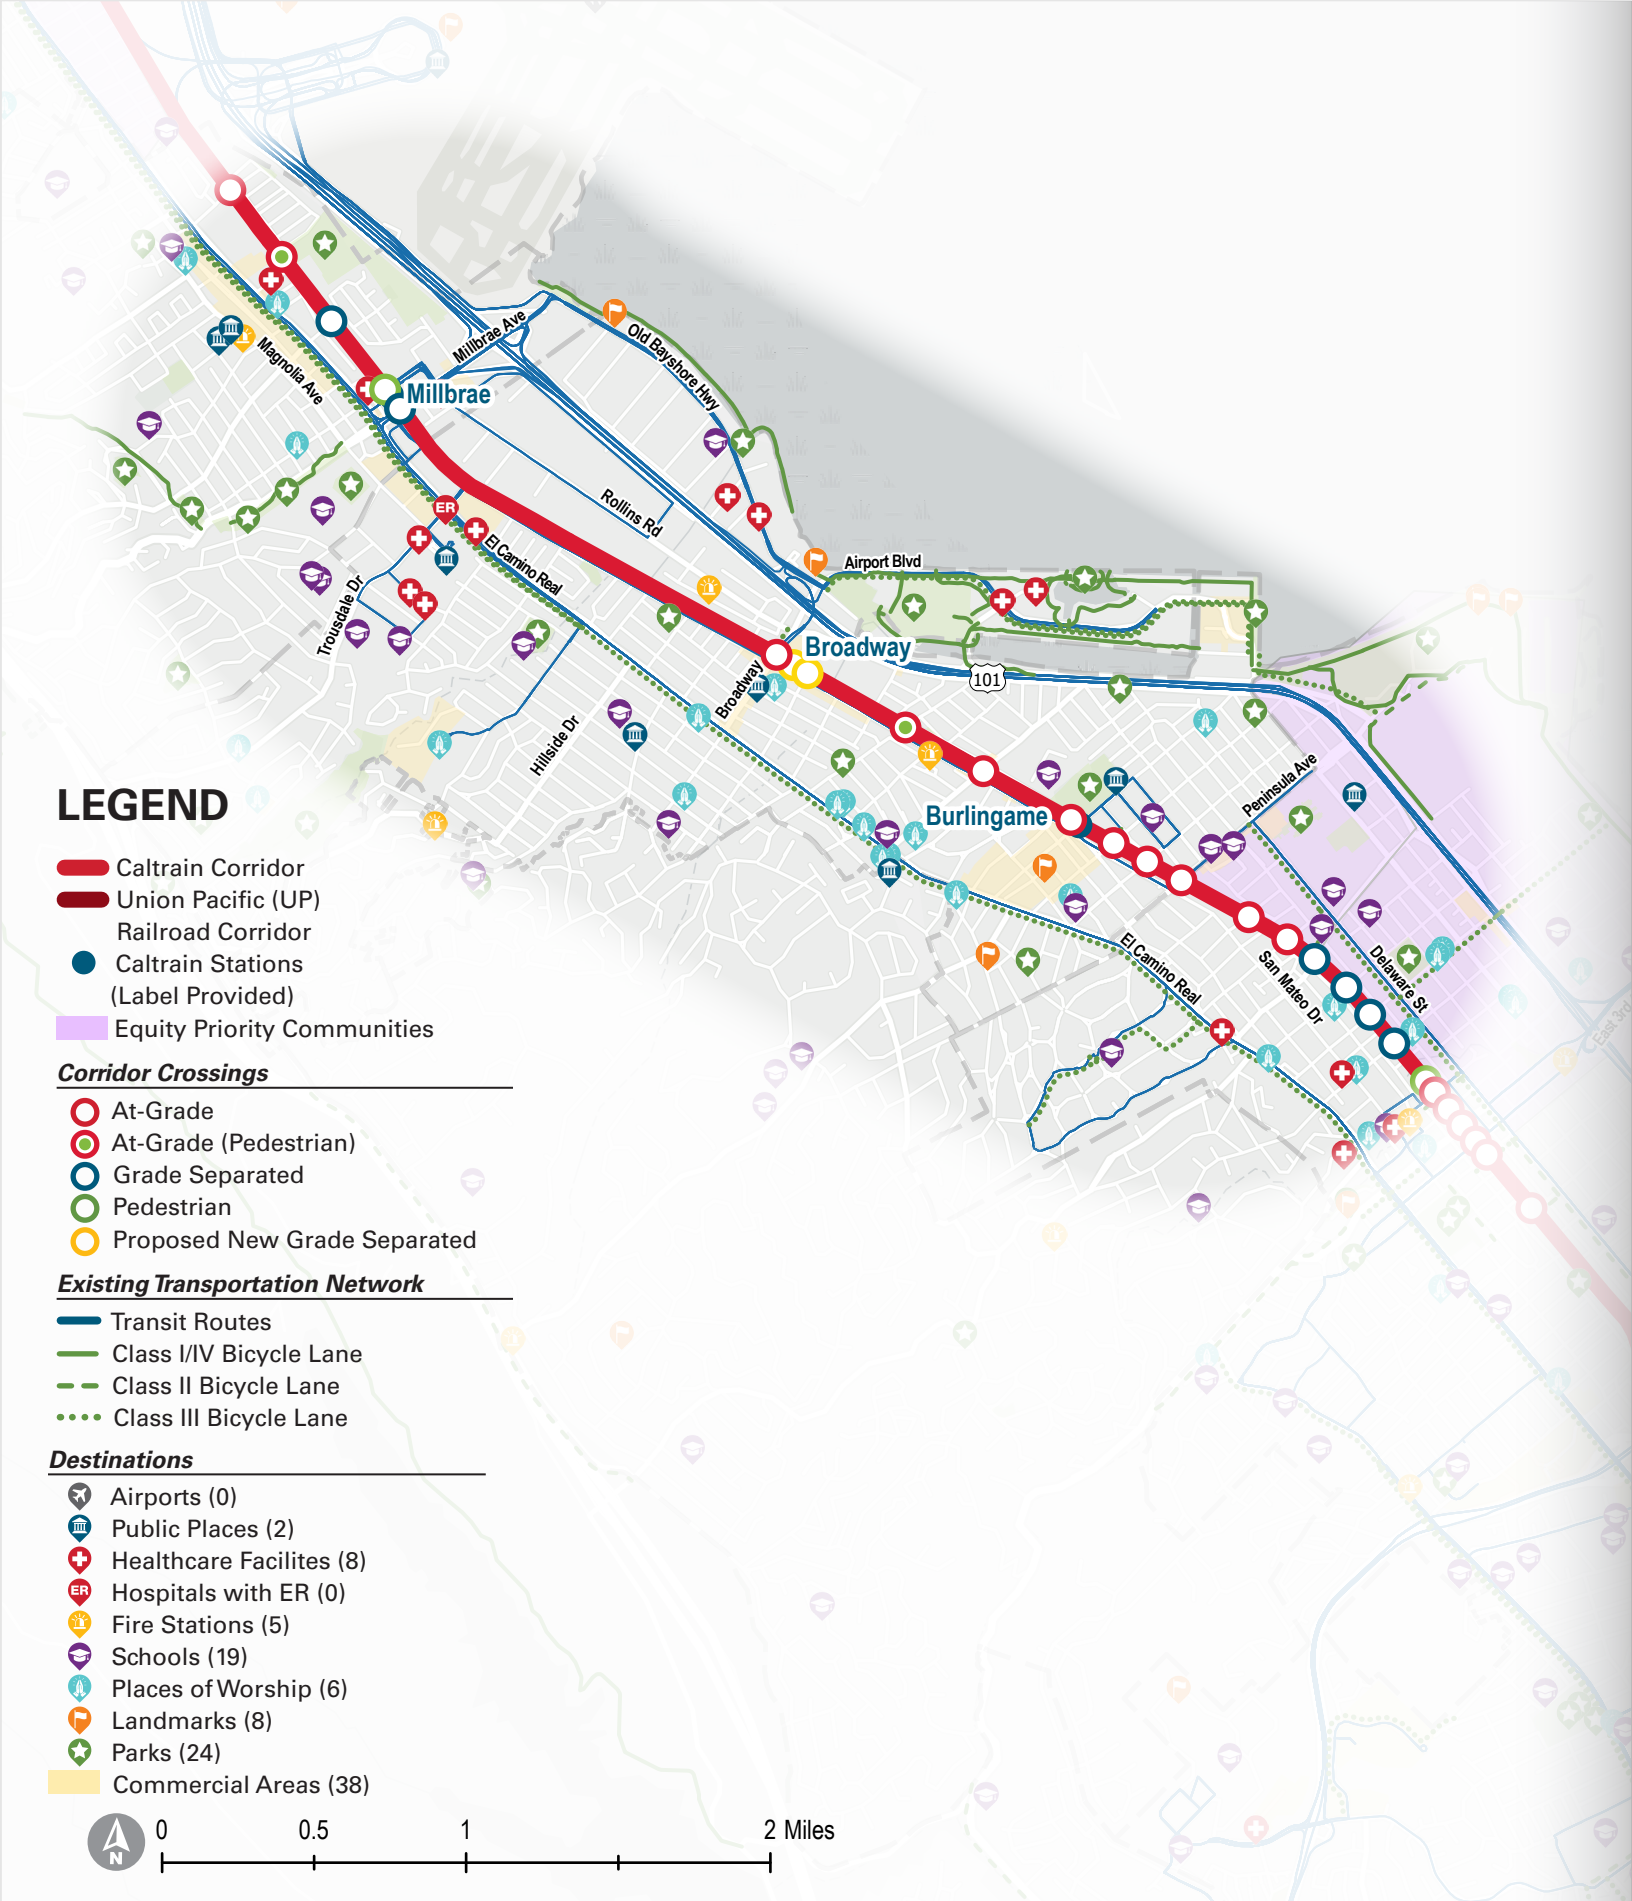 Millbrae Ave
Old Bayshore Hwy
Magnolia Ave
Millbrae
Rollins Rd
ER
El Camino Real
Airport Blvd
Trousdale Dr
Broadway
101
Broadway
Hillside Dr
Peninsula Ave
Burlingame
El Camino Real
San Mateo Dr
Delaware St
East 3rd
LEGEND
Caltrain Corridor
Union Pacific (UP)
Railroad Corridor
Caltrain Stations
(Label Provided)
Equity Priority Communities
Corridor Crossings
At-Grade
At-Grade (Pedestrian)
Grade Separated
Pedestrian
Proposed New Grade Separated
Existing Transportation Network
Transit Routes
Class I/IV Bicycle Lane
Class II Bicycle Lane
Class III Bicycle Lane
Destinations
Airports (0)
Public Places (2)
Healthcare Facilites (8)
ER Hospitals with ER (0)
Fire Stations (5)
Schools (19)
Places of Worship (6)
Landmarks (8)
Parks (24)
Commercial Areas (38)
N
0 0.5 1 2 Miles